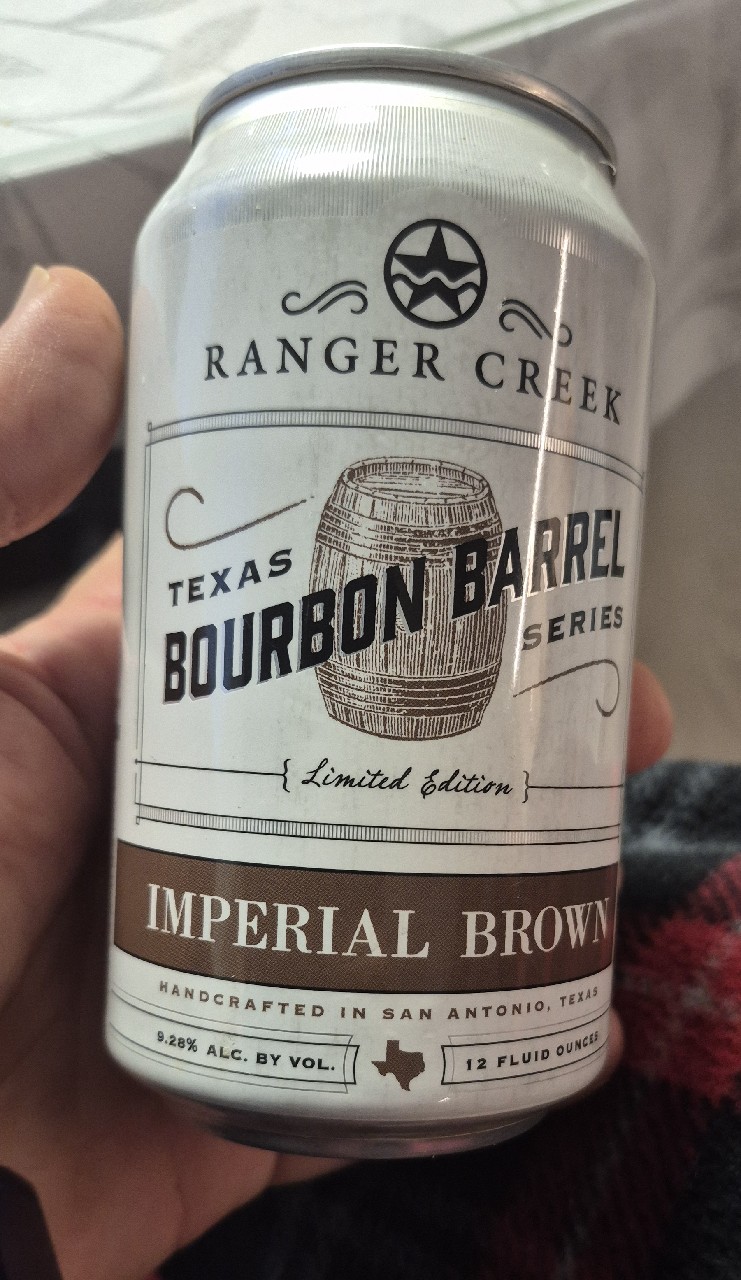 RANGER CREEK
TEXAS
BOURBON BARREL
SERIES
{ Limited Edition }
IMPERIAL BROWN
HANDCRAFTED IN SAN ANTONIO, TEXAS
9.28% ALC. BY VOL.
12 FLUID OUNCES